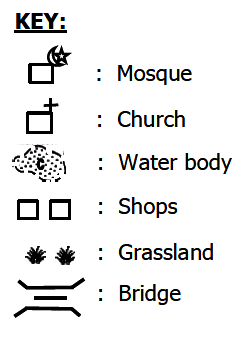 KEY:
: Mosque
: Church
: Water body
: Shops
: Grassland
: Bridge